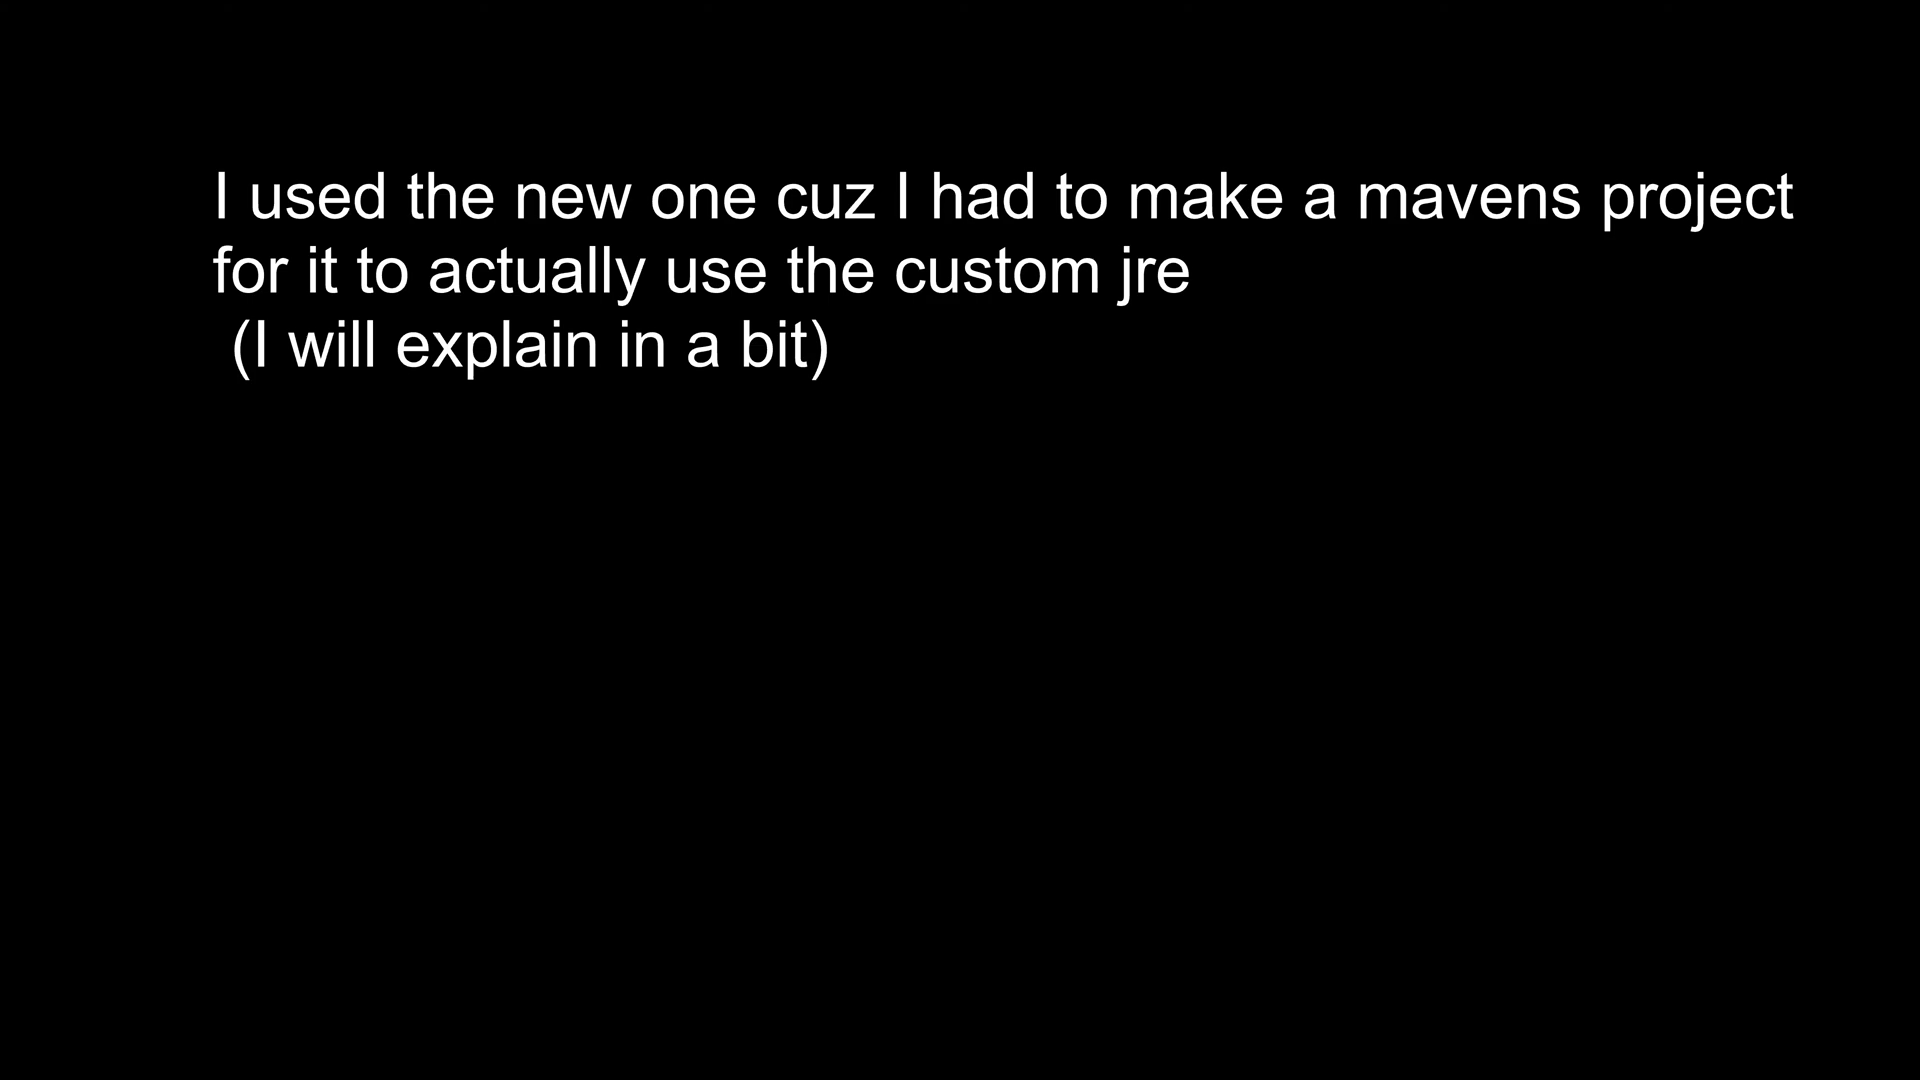 I used the new one cuz I had to make a mavens project
for it to actually use the custom jre
(I will explain in a bit)